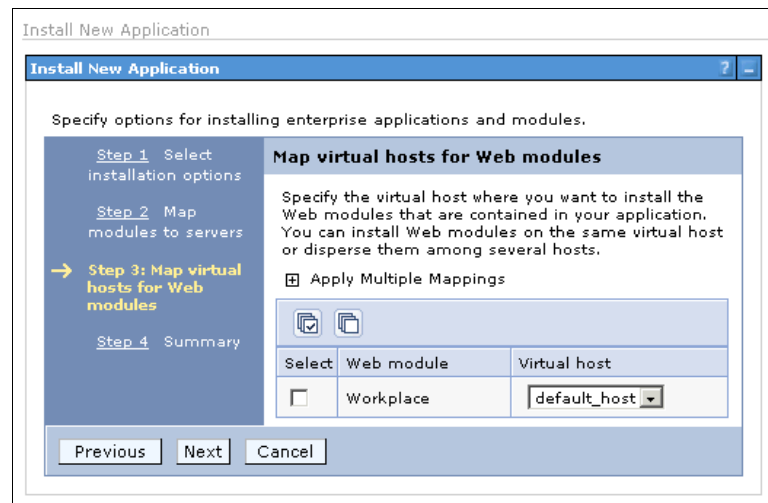 Install New Application
Install New Application
? _
Specify options for installing enterprise applications and modules.
Step 1 Select
installation options
Step 2 Map
modules to servers
Step 3: Map virtual
hosts for Web
modules
Step 4 Summary
Map virtual hosts for Web modules
Specify the virtual host where you want to install the
Web modules that are contained in your application.
You can install Web modules on the same virtual host
or disperse them among several hosts.
Apply Multiple Mappings
Select Web module Virtual host
Workplace default_host
Previous Next Cancel